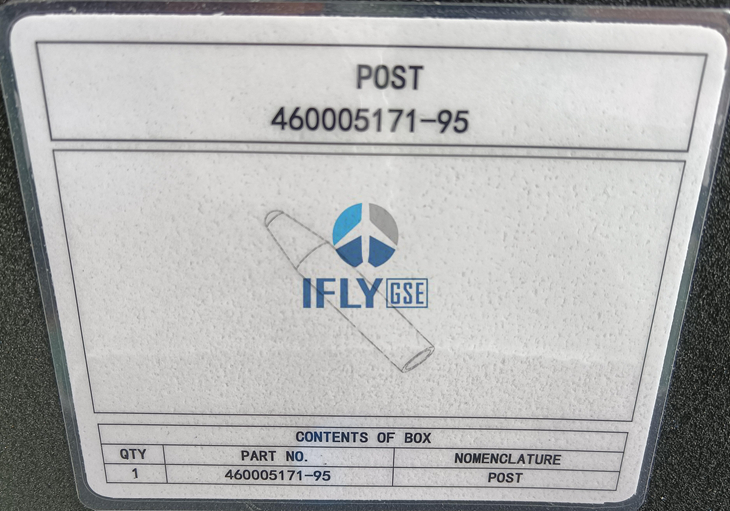 POST
460005171-95
IFLY GSE
CONTENTS OF BOX
QTY PART NO. NOMENCLATURE
1 460005171-95 POST